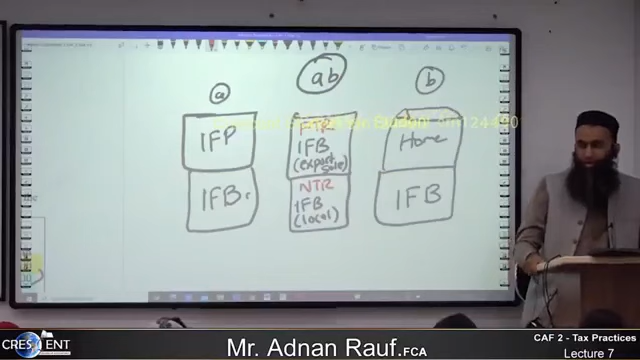 a
ab
b
IFP
IFB
FTR
IFB
(export
sale)
NTR
IFB
(local)
Home
IFB
CRESCENT
Mr. Adnan Rauf.FCA
CAF 2 - Tax Practices
Lecture 7